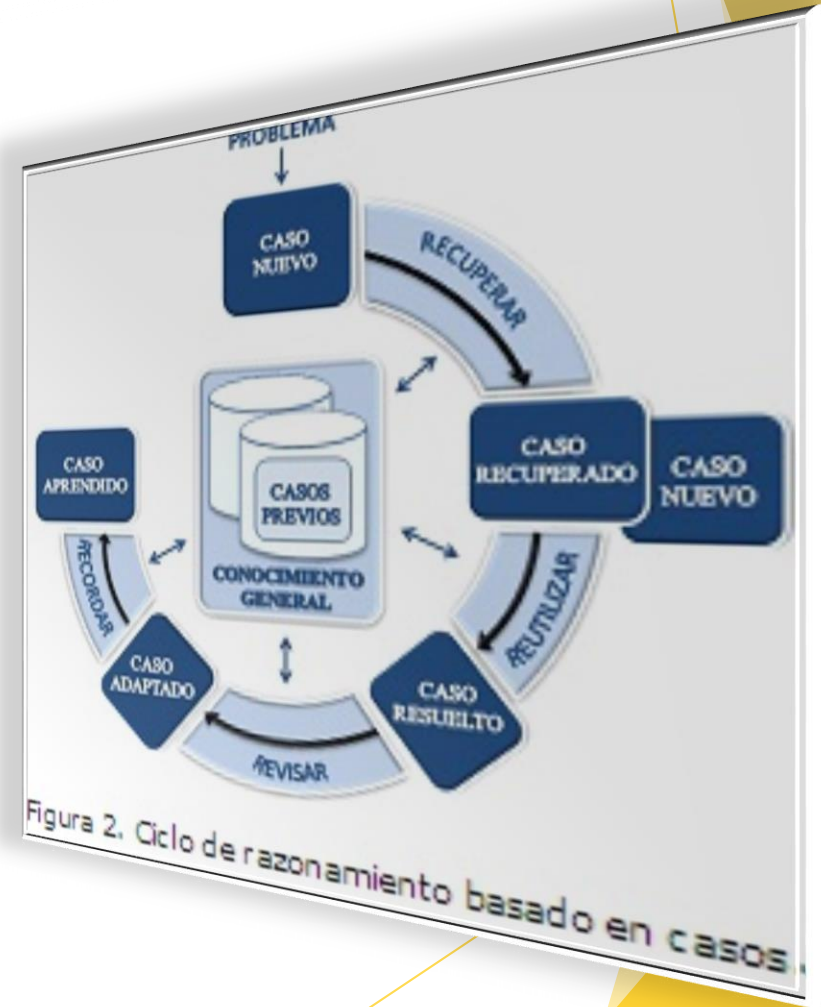 PROBLEMA
CASO
NUEVO
RECUPERAR
CASO
RECUPERADO
CASO
NUEVO
REUTILIZAR
CASO
RESUELTO
REVISAR
CASO
ADAPTADO
RECORDAR
CASO
APRENDIDO
CASOS
PREVIOS
CONOCIMIENTO
GENERAL
Figura 2. Ciclo de razonamiento basado en casos.